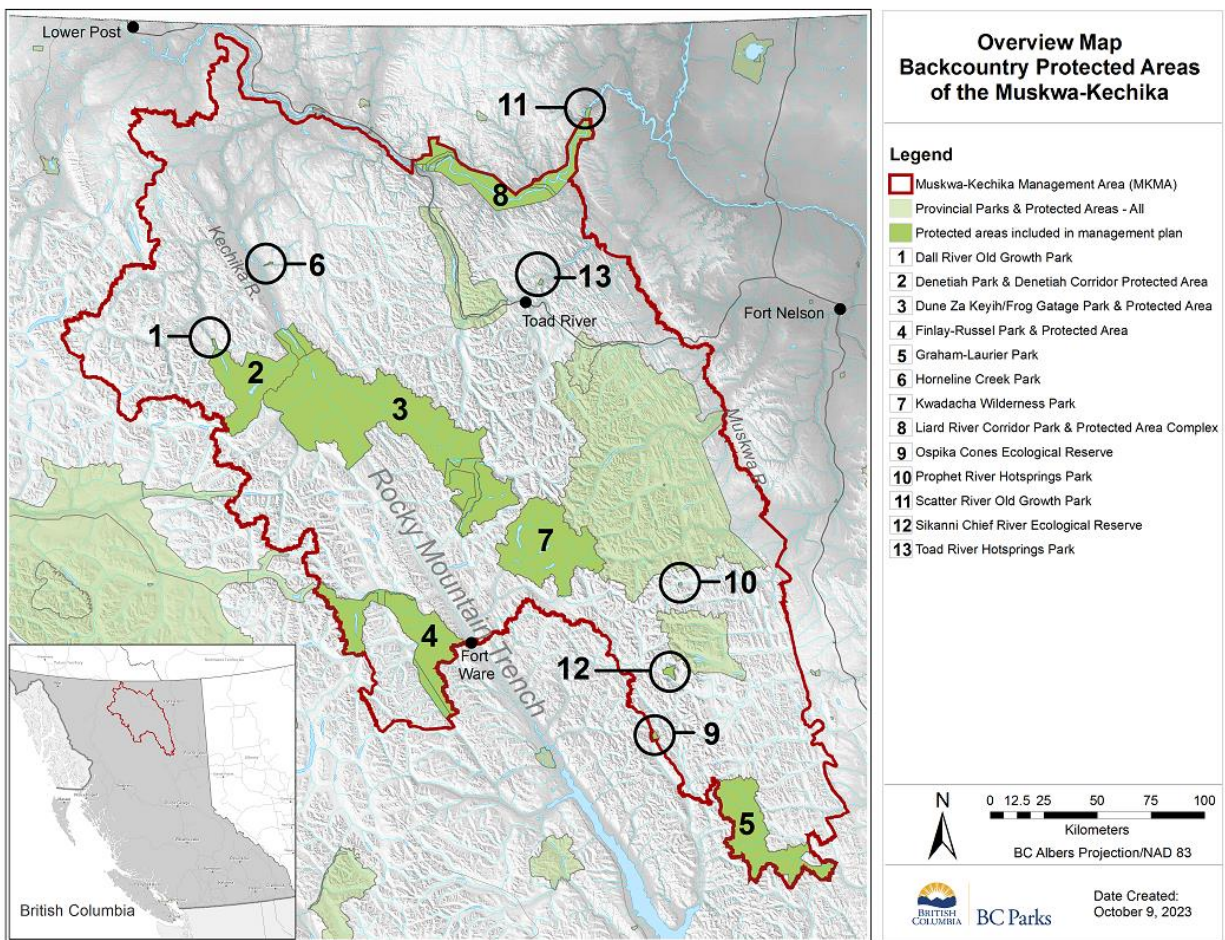 Lower Post
11
8
Kechika R.
6
13
Toad River
Fort Nelson
1
2
3
Muskwa R.
Rocky Mountain Trench
7
10
4
Fort
Ware
12
9
5
British Columbia
Overview Map
Backcountry Protected Areas
of the Muskwa-Kechika
Legend
Muskwa-Kechika Management Area (MKMA)
Provincial Parks & Protected Areas - All
Protected areas included in management plan
1 Dall River Old Growth Park
2 Denetiah Park & Denetiah Corridor Protected Area
3 Dune Za Keyih/Frog Gatage Park & Protected Area
4 Finlay-Russel Park & Protected Area
5 Graham-Laurier Park
6 Horneline Creek Park
7 Kwadacha Wilderness Park
8 Liard River Corridor Park & Protected Area Complex
9 Ospika Cones Ecological Reserve
10 Prophet River Hotsprings Park
11 Scatter River Old Growth Park
12 Sikanni Chief River Ecological Reserve
13 Toad River Hotsprings Park
N
0 12.5 25 50 75 100
Kilometers
BC Albers Projection/NAD 83
BRITISH
COLUMBIA
BC Parks
Date Created:
October 9, 2023